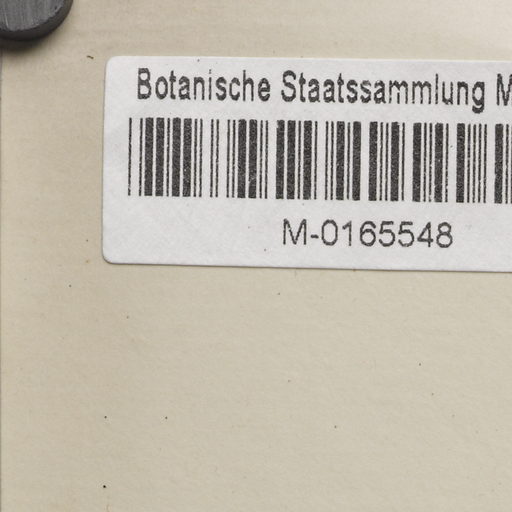 Botanische Staatssammlung M
M-0165548